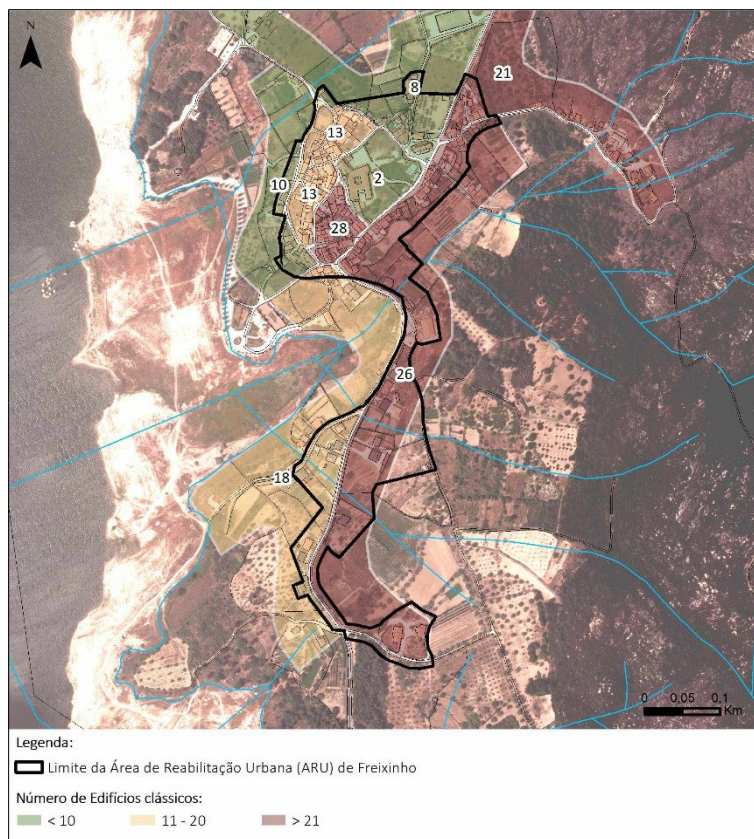 N
21
8
13
2
10
13
28
26
18
0 0,05 0,1
Km
Legenda:
Limite da Área de Reabilitação Urbana (ARU) de Freixinho
Número de Edifícios clássicos:
< 10 11 - 20 > 21